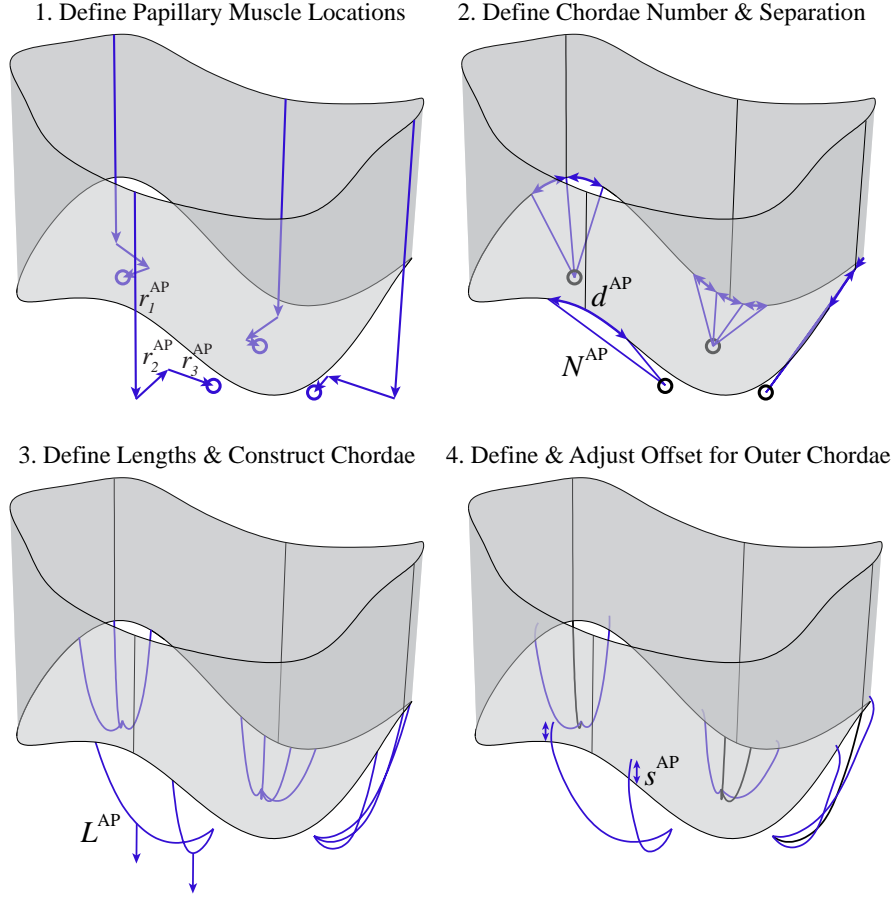 1. Define Papillary Muscle Locations
2. Define Chordae Number & Separation
r₁ᴬᴾ
r₂ᴬᴾ
r₃ᴬᴾ
dᴬᴾ
Nᴬᴾ
3. Define Lengths & Construct Chordae
4. Define & Adjust Offset for Outer Chordae
Lᴬᴾ
sᴬᴾ